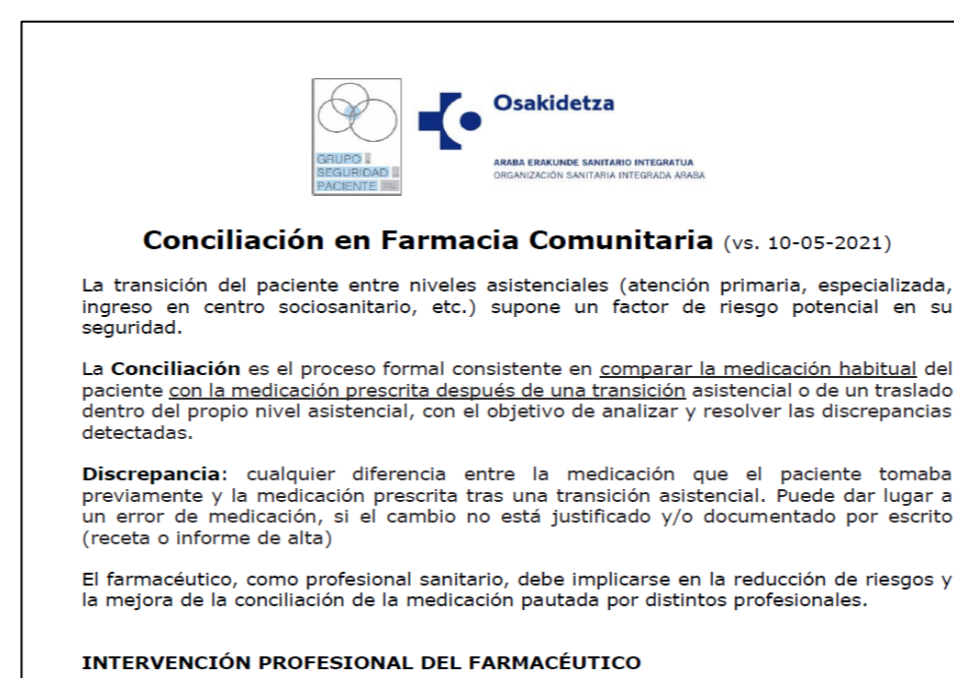 GRUPO
SEGURIDAD
PACIENTE
Osakidetza
ARABA ERAKUNDE SANITARIO INTEGRATUA
ORGANIZACIÓN SANITARIA INTEGRADA ARABA
Conciliación en Farmacia Comunitaria (vs. 10-05-2021)
La transición del paciente entre niveles asistenciales (atención primaria, especializada,
ingreso en centro sociosanitario, etc.) supone un factor de riesgo potencial en su
seguridad.
La Conciliación es el proceso formal consistente en comparar la medicación habitual del
paciente con la medicación prescrita después de una transición asistencial o de un traslado
dentro del propio nivel asistencial, con el objetivo de analizar y resolver las discrepancias
detectadas.
Discrepancia: cualquier diferencia entre la medicación que el paciente tomaba
previamente y la medicación prescrita tras una transición asistencial. Puede dar lugar a
un error de medicación, si el cambio no está justificado y/o documentado por escrito
(receta o informe de alta)
El farmacéutico, como profesional sanitario, debe implicarse en la reducción de riesgos y
la mejora de la conciliación de la medicación pautada por distintos profesionales.
INTERVENCIÓN PROFESIONAL DEL FARMACÉUTICO